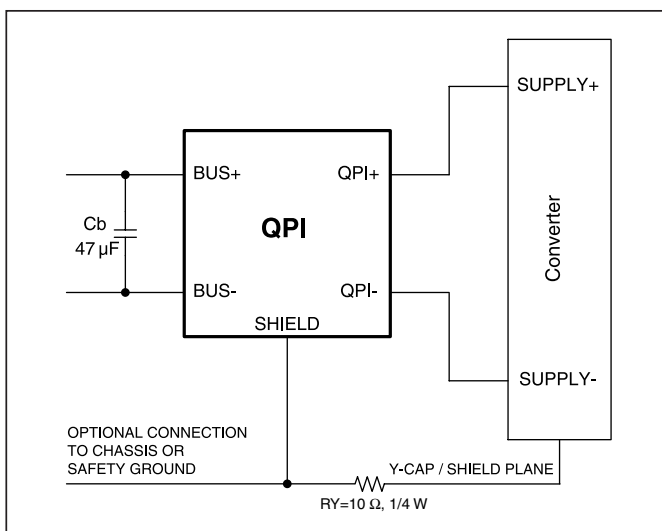 SUPPLY+
BUS+
QPI+
Cb
47 µF
QPI
Converter
BUS-
QPI-
SHIELD
SUPPLY-
OPTIONAL CONNECTION
TO CHASSIS OR
SAFETY GROUND
Y-CAP / SHIELD PLANE
RY=10 Ω, 1/4 W